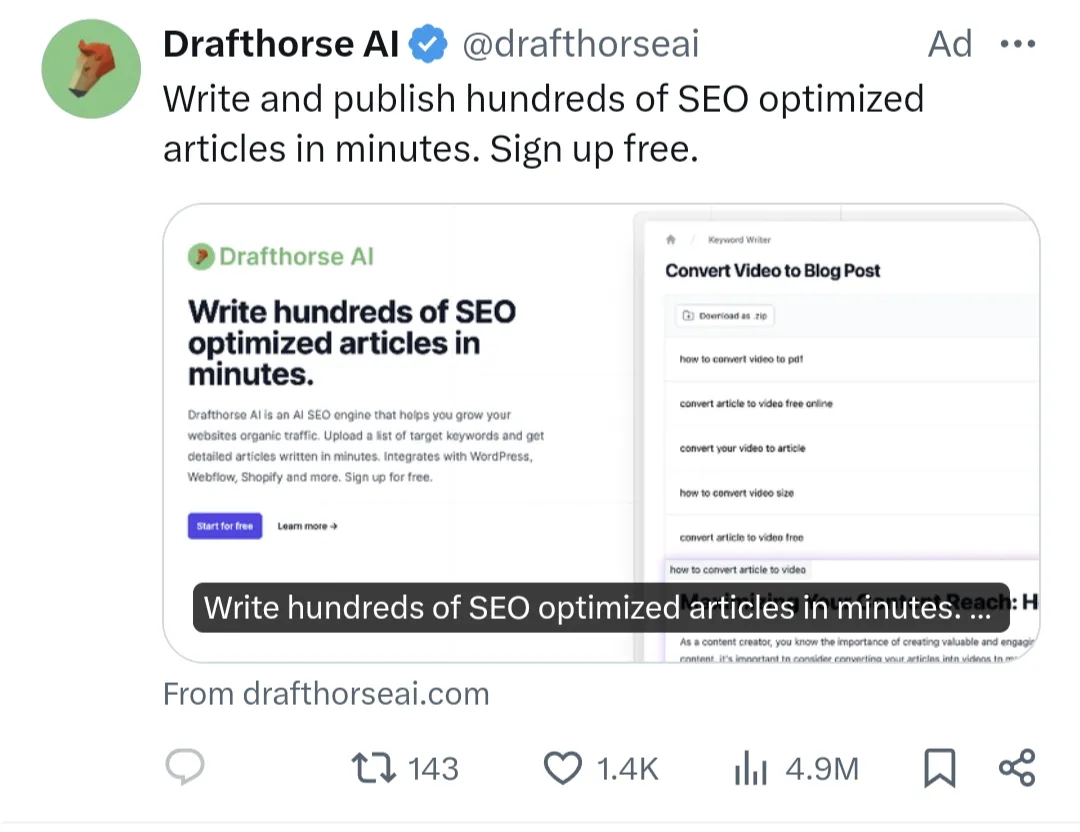 Drafthorse AI @drafthorseai Ad
Write and publish hundreds of SEO optimized
articles in minutes. Sign up free.
Drafthorse AI
Write hundreds of SEO
optimized articles in
minutes.
Drafthorse AI is an AI SEO engine that helps you grow your
websites organic traffic. Upload a list of target keywords and get
detailed articles written in minutes. Integrates with WordPress,
Webflow, Shopify and more. Sign up for free.
Start for free Learn more →
/ Keyword Writer
Convert Video to Blog Post
Download as .zip
how to convert video to pdf
convert article to video free online
convert your video to article
how to convert video size
convert article to video free
how to convert article to video
Reach: H
Write hundreds of SEO optimized articles in minutes. ...
As a content creator, you know the importance of creating valuable and
content, it's important to consider converting your articles into videos to
From drafthorseai.com
143 1.4K 4.9M